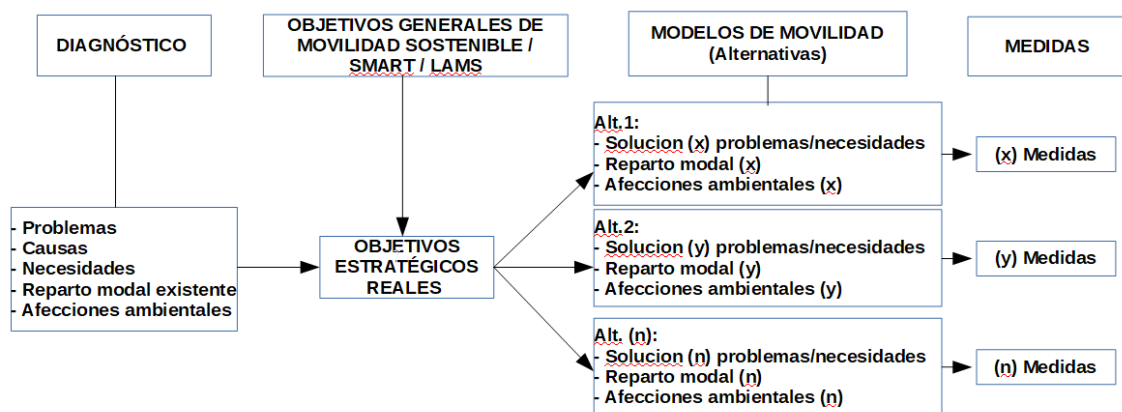 DIAGNÓSTICO
OBJETIVOS GENERALES DE
MOVILIDAD SOSTENIBLE /
SMART / LAMS
MODELOS DE MOVILIDAD
(Alternativas)
MEDIDAS
- Problemas
- Causas
- Necesidades
- Reparto modal existente
- Afecciones ambientales
OBJETIVOS
ESTRATÉGICOS
REALES
Alt.1:
- Solucion (x) problemas/necesidades
- Reparto modal (x)
- Afecciones ambientales (x)
(x) Medidas
Alt.2:
- Solucion (y) problemas/necesidades
- Reparto modal (y)
- Afecciones ambientales (y)
(y) Medidas
Alt. (n):
- Solucion (n) problemas/necesidades
- Reparto modal (n)
- Afecciones ambientales (n)
(n) Medidas